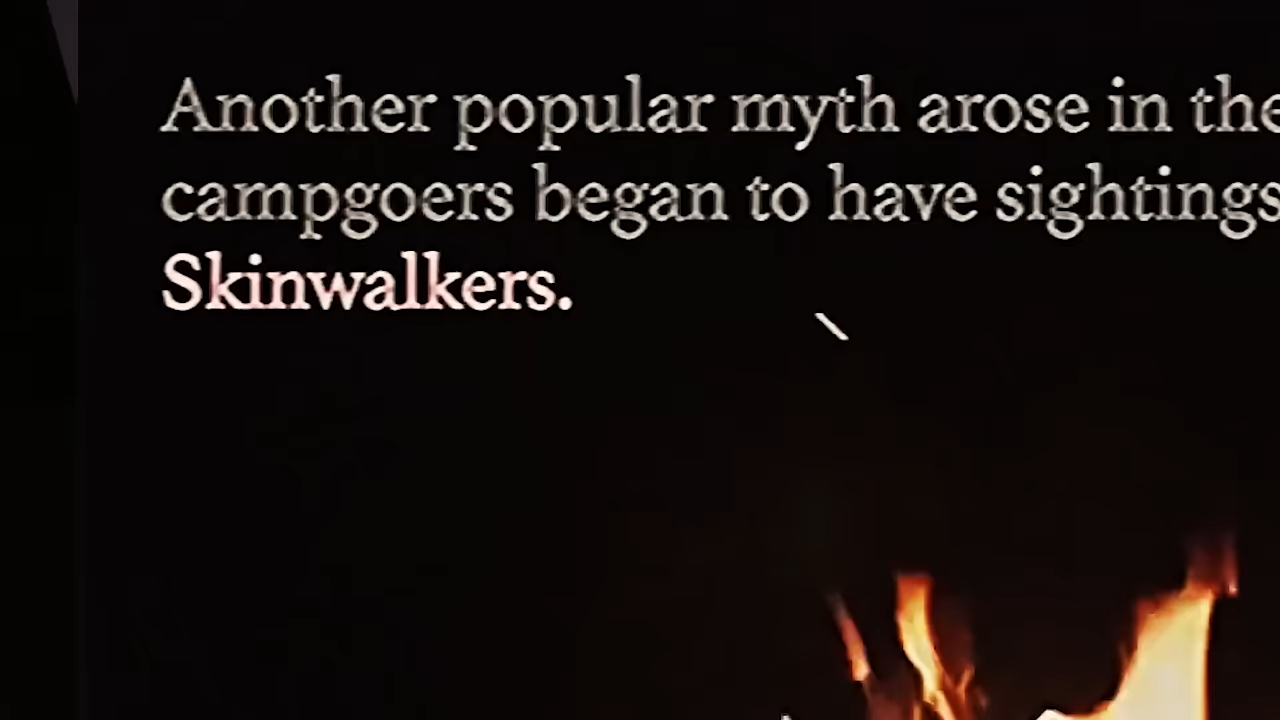 Another popular myth arose in the
campgoers began to have sightings
Skinwalkers.